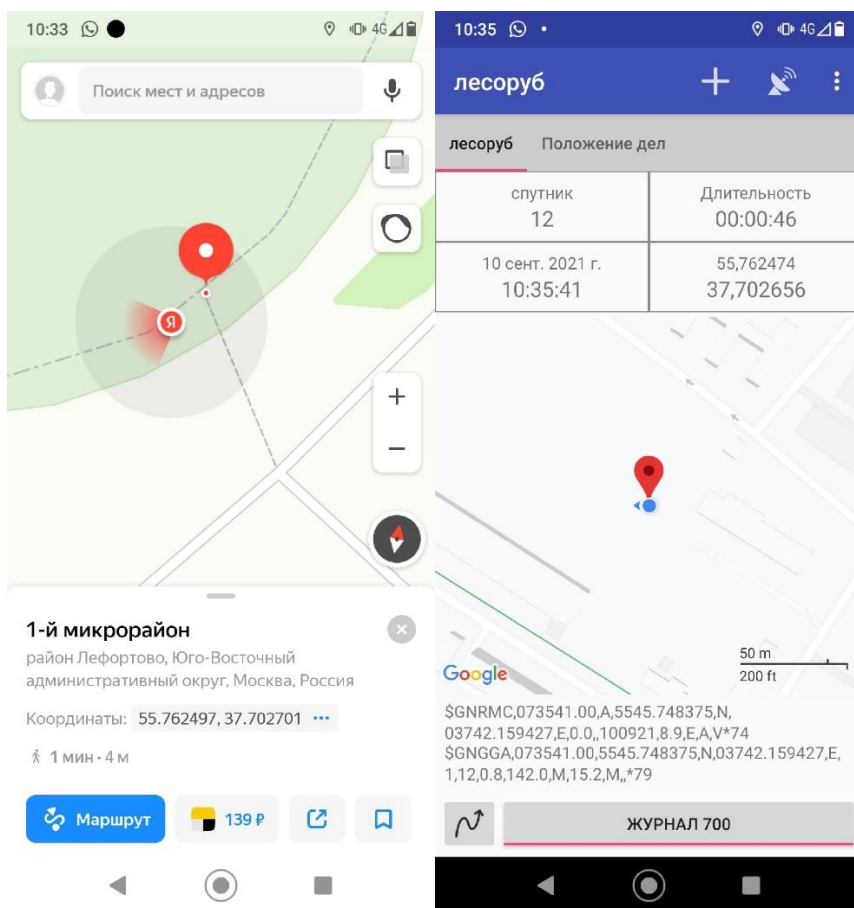 10:33
4G
Поиск мест и адресов
Я
+
−
1-й микрорайон
район Лефортово, Юго-Восточный
административный округ, Москва, Россия
Координаты: 55.762497, 37.702701 •••
1 мин · 4 м
Маршрут
139 ₽
10:35
4G
лесоруб
лесоруб Положение дел
спутник
12
Длительность
00:00:46
10 сент. 2021 г.
10:35:41
55,762474
37,702656
50 m
200 ft
Google
$GNRMC,073541.00,A,5545.748375,N,
03742.159427,E,0.0,,100921,8.9,E,A,V*74
$GNGGA,073541.00,5545.748375,N,03742.159427,E,
1,12,0.8,142.0,M,15.2,M,,*79
ЖУРНАЛ 700